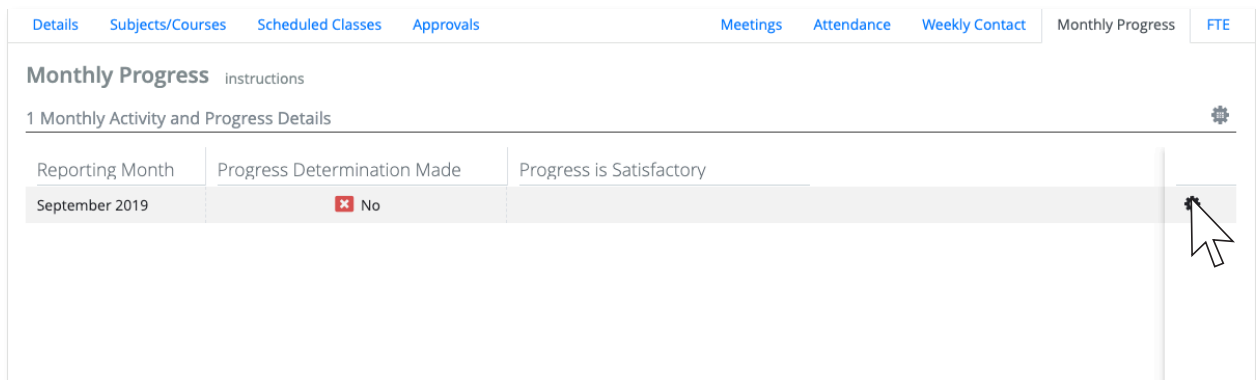 Details Subjects/Courses Scheduled Classes Approvals Meetings Attendance Weekly Contact Monthly Progress FTE
Monthly Progress instructions
1 Monthly Activity and Progress Details
Reporting Month Progress Determination Made Progress is Satisfactory
September 2019 No